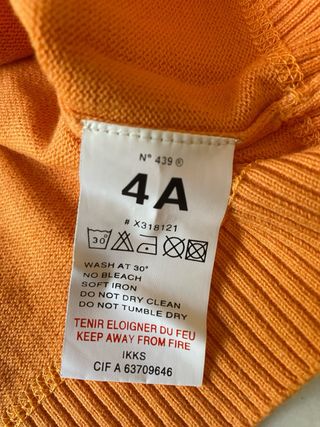 N° 439 ®
4A
# X318121
30
WASH AT 30°
NO BLEACH
SOFT IRON
DO NOT DRY CLEAN
DO NOT TUMBLE DRY
TENIR ELOIGNER DU FEU
KEEP AWAY FROM FIRE
IKKS
CIF A 63709646